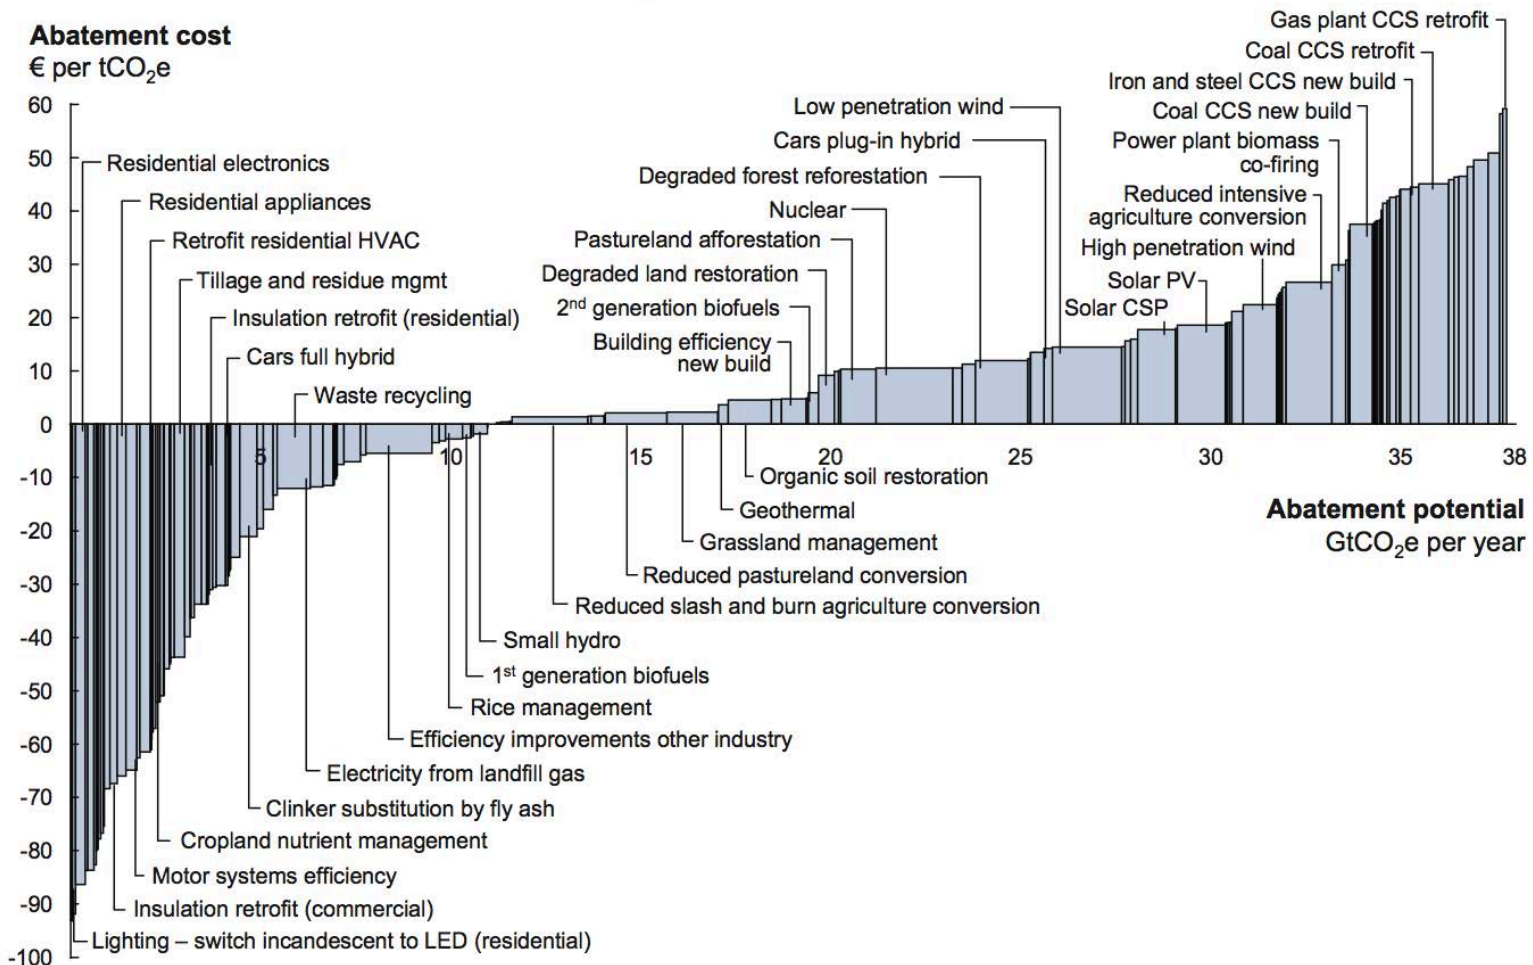 Abatement cost
€ per tCO2e
Gas plant CCS retrofit
Coal CCS retrofit
Iron and steel CCS new build
Coal CCS new build
Power plant biomass
co-firing
Reduced intensive
agriculture conversion
High penetration wind
Solar PV
Solar CSP
Low penetration wind
Cars plug-in hybrid
Degraded forest reforestation
Nuclear
Pastureland afforestation
Degraded land restoration
2nd generation biofuels
Building efficiency
new build
60
50
40
30
20
10
0
-10
-20
-30
-40
-50
-60
-70
-80
-90
-100
Residential electronics
Residential appliances
Retrofit residential HVAC
Tillage and residue mgmt
Insulation retrofit (residential)
Cars full hybrid
Waste recycling
5
10
15
20
25
30
35
38
Abatement potential
GtCO2e per year
Organic soil restoration
Geothermal
Grassland management
Reduced pastureland conversion
Reduced slash and burn agriculture conversion
Small hydro
1st generation biofuels
Rice management
Efficiency improvements other industry
Electricity from landfill gas
Clinker substitution by fly ash
Cropland nutrient management
Motor systems efficiency
Insulation retrofit (commercial)
Lighting – switch incandescent to LED (residential)